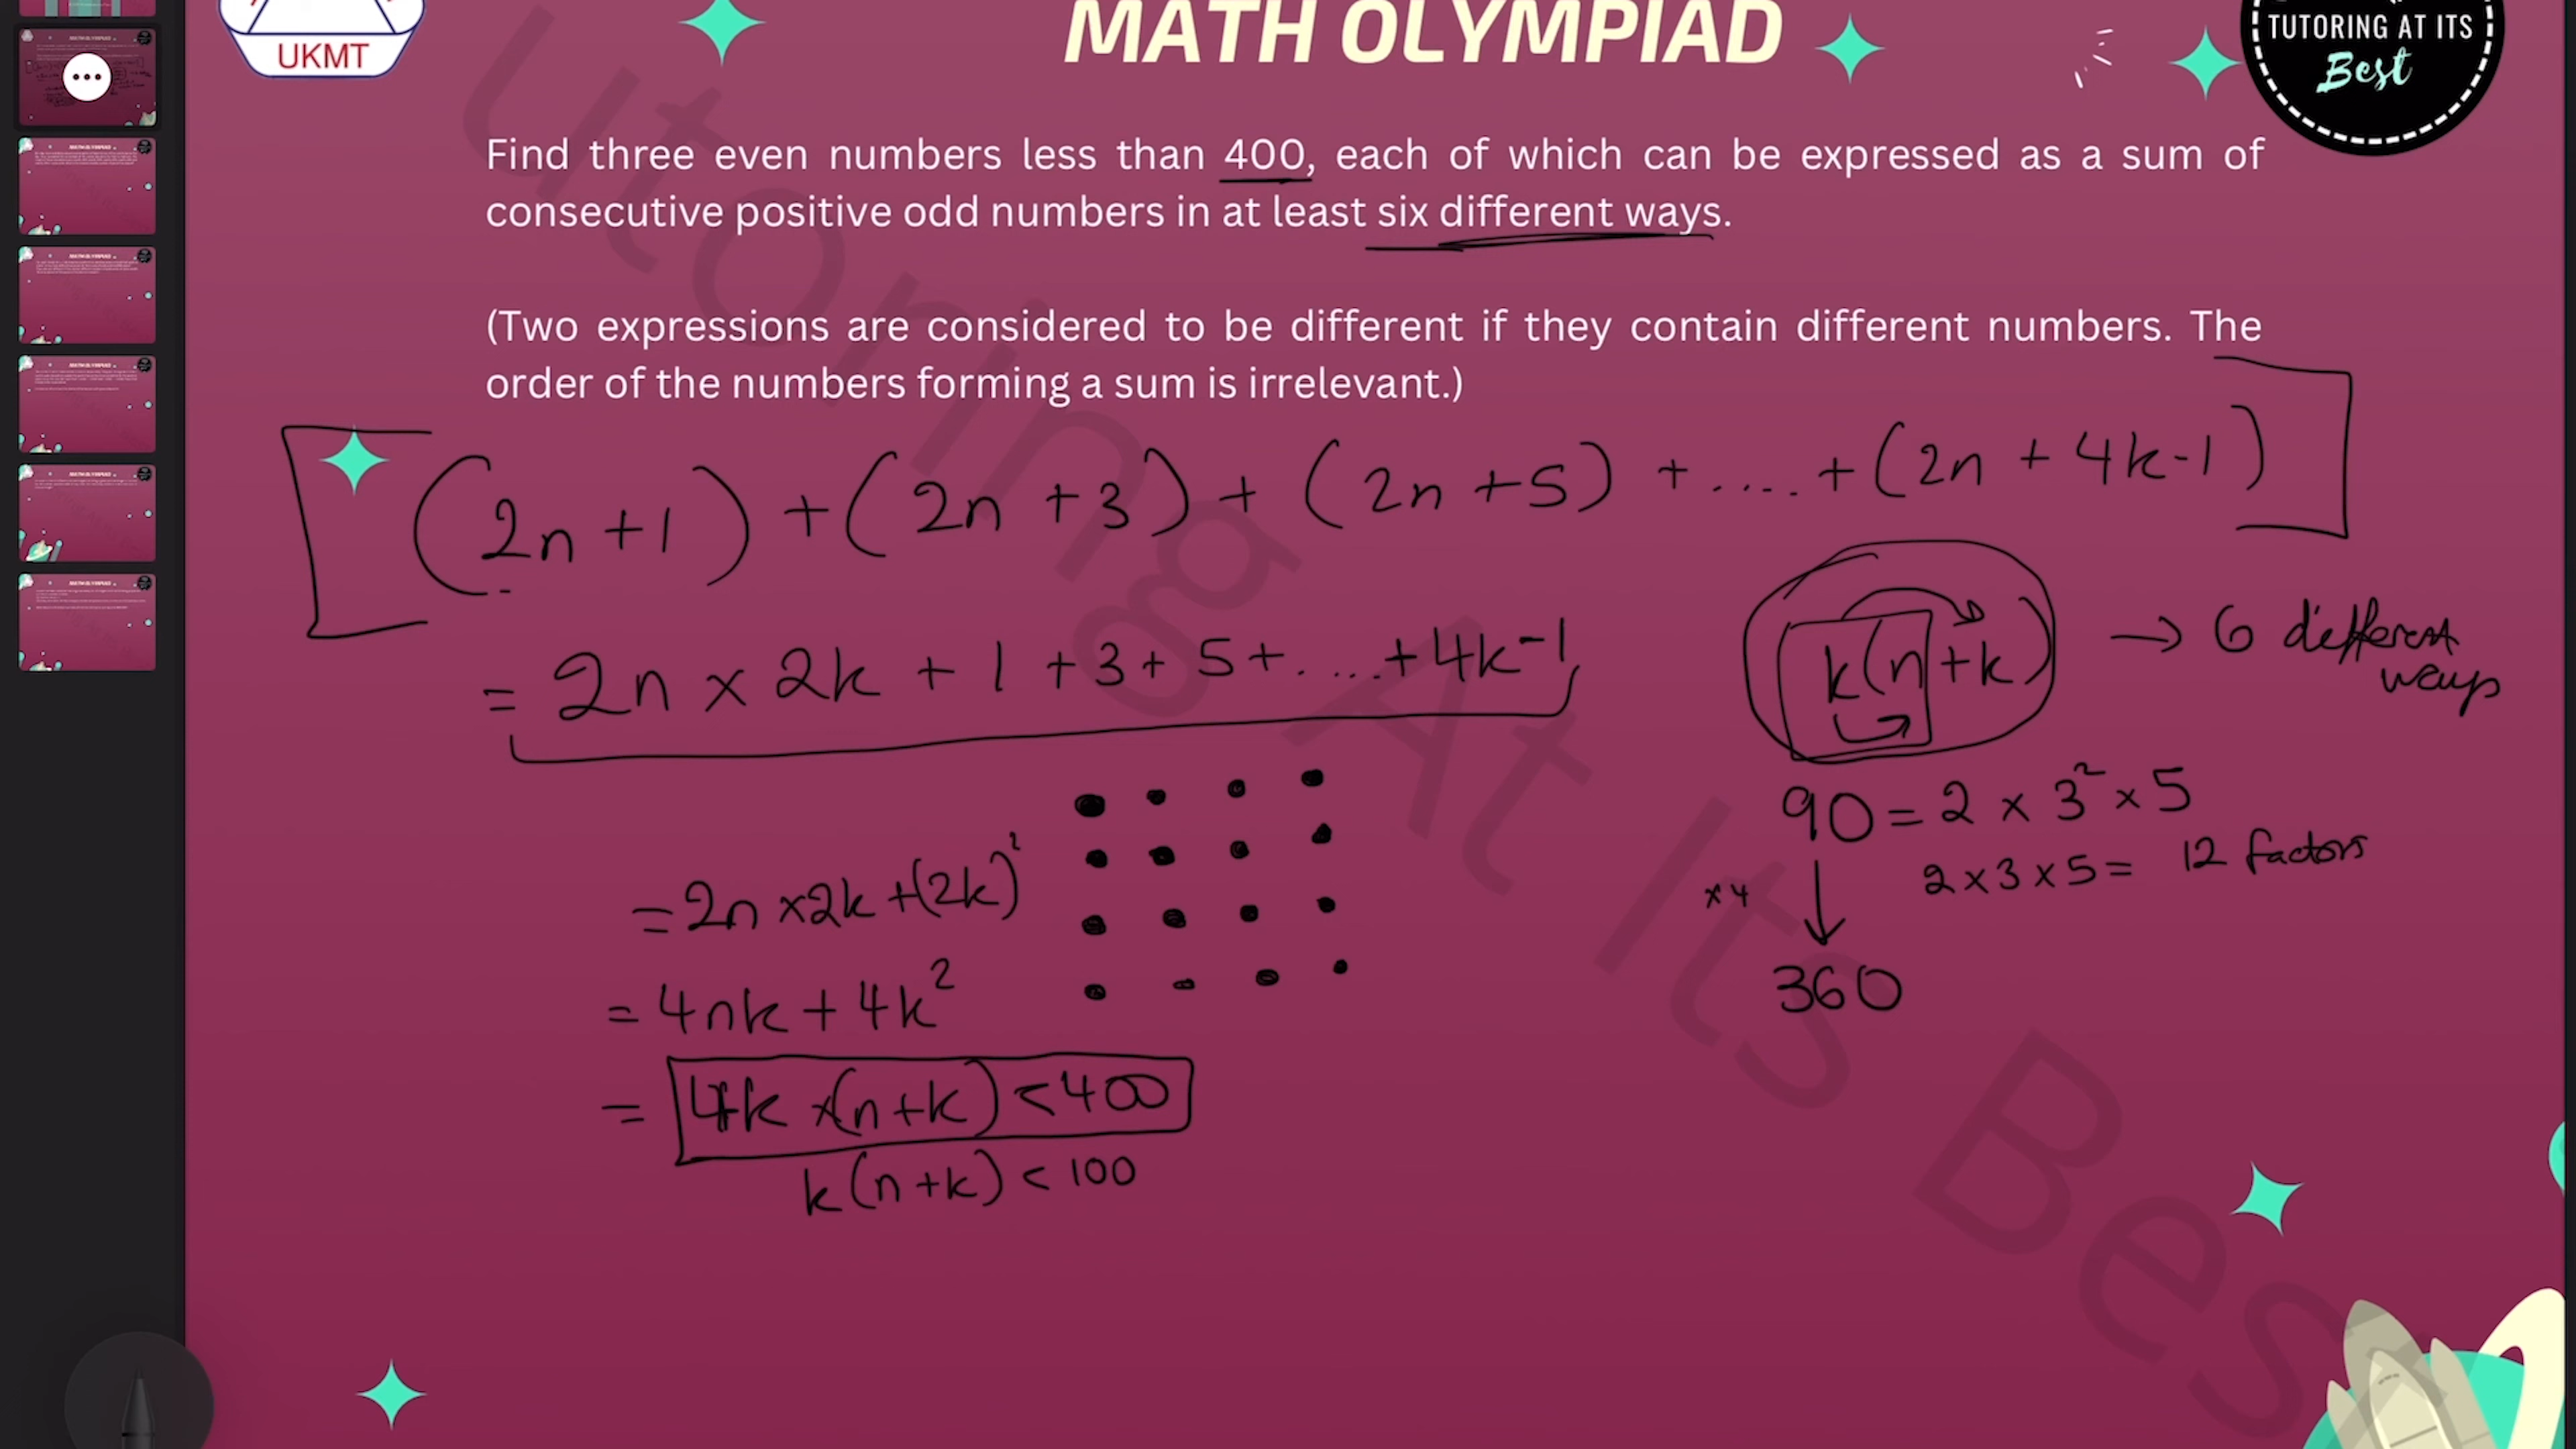 UKMT
MATH OLYMPIAD
TUTORING AT ITS
Best
Find three even numbers less than 400, each of which can be expressed as a sum of
consecutive positive odd numbers in at least six different ways.
(Two expressions are considered to be different if they contain different numbers. The
order of the numbers forming a sum is irrelevant.)
(2n+1) + (2n+3) + (2n+5) + .... + (2n+4k-1)
= 2n × 2k + 1 + 3 + 5 + ..... + 4k-1
k(n+k) → 6 different
ways
90 = 2 × 3² × 5
2 × 3 × 5 = 12 factors
×4
360
= 2n × 2k + (2k)²
= 4nk + 4k²
= 4k × (n+k) < 400
k(n+k) < 100
utoring At Its Bes